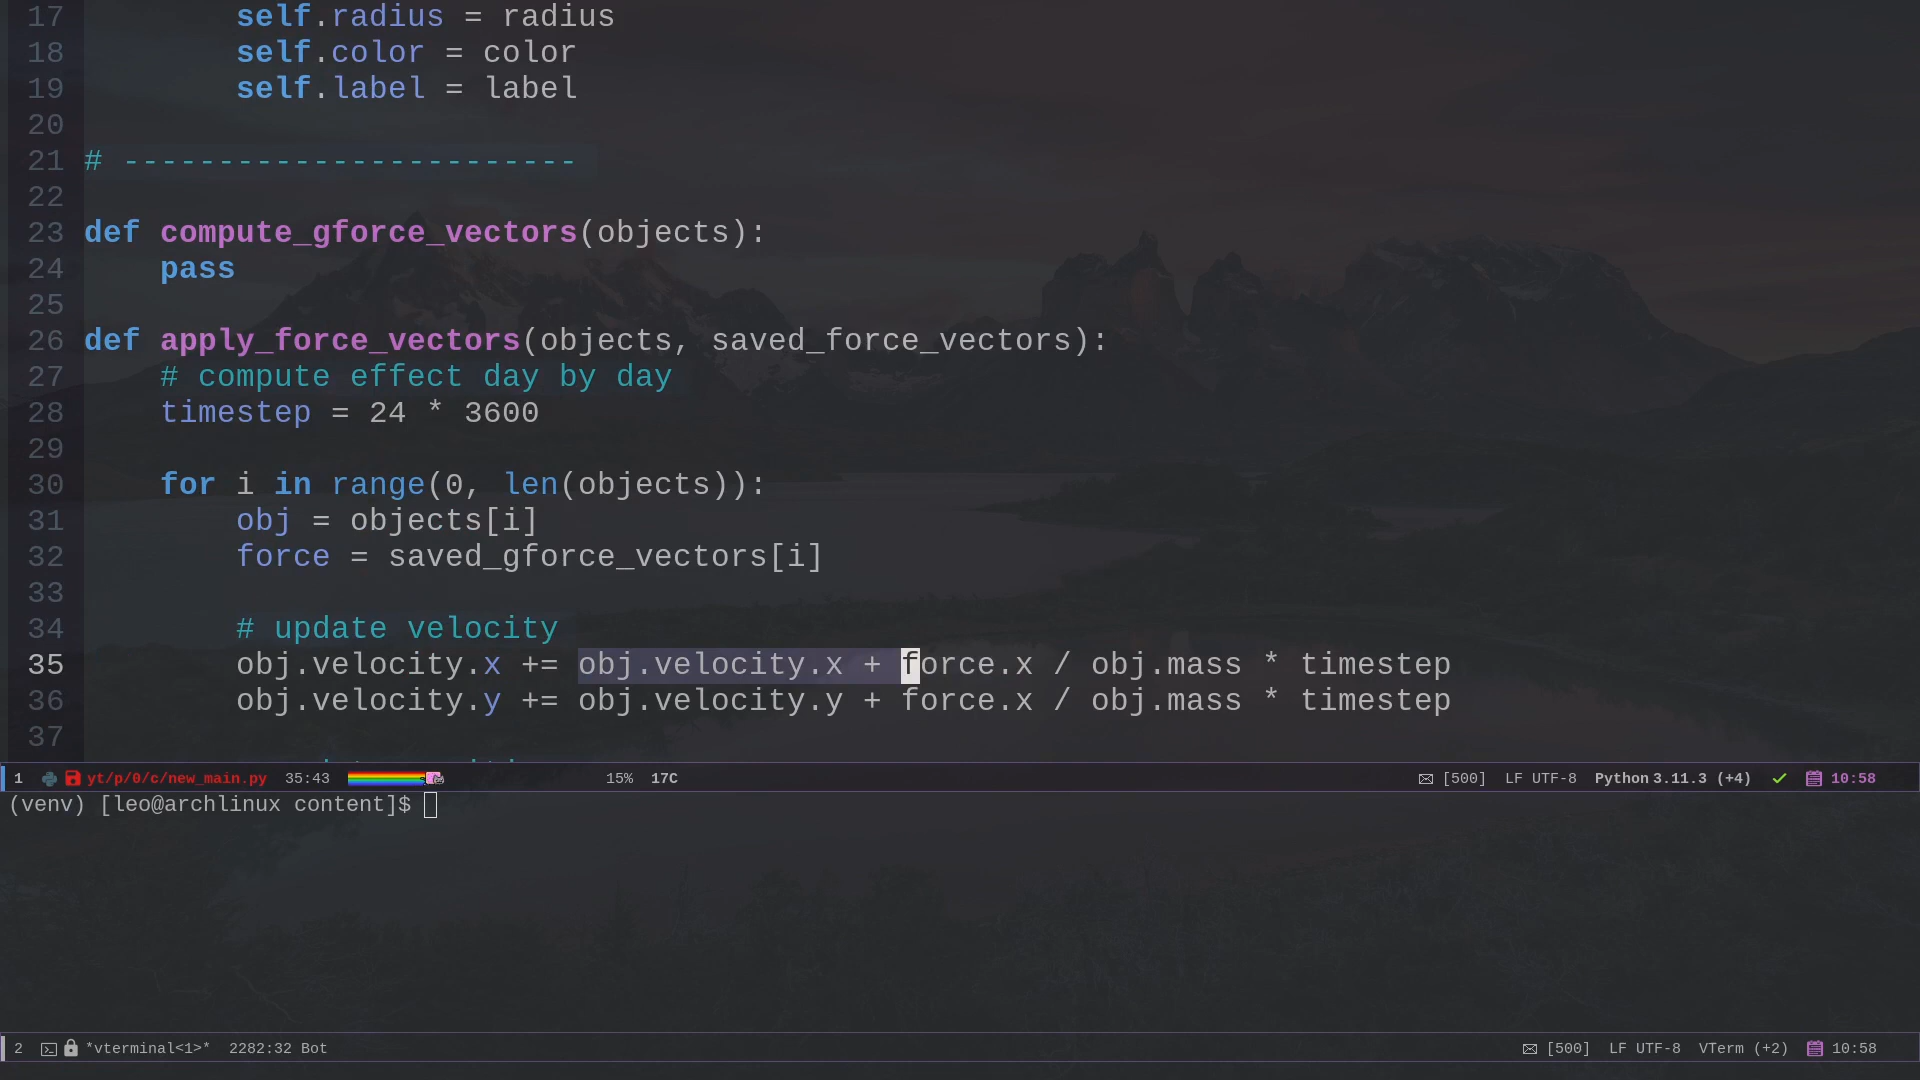 17 self.radius = radius
18 self.color = color
19 self.label = label
20
21 # ------------------------
22
23 def compute_gforce_vectors(objects):
24 pass
25
26 def apply_force_vectors(objects, saved_force_vectors):
27 # compute effect day by day
28 timestep = 24 * 3600
29
30 for i in range(0, len(objects)):
31 obj = objects[i]
32 force = saved_gforce_vectors[i]
33
34 # update velocity
35 obj.velocity.x += obj.velocity.x + force.x / obj.mass * timestep
36 obj.velocity.y += obj.velocity.y + force.x / obj.mass * timestep
37
1 yt/p/0/c/new_main.py 35:43 15% 17C [500] LF UTF-8 Python 3.11.3 (+4) 10:58
(venv) [leo@archlinux content]$
2 *vterminal<1>* 2282:32 Bot [500] LF UTF-8 VTerm (+2) 10:58